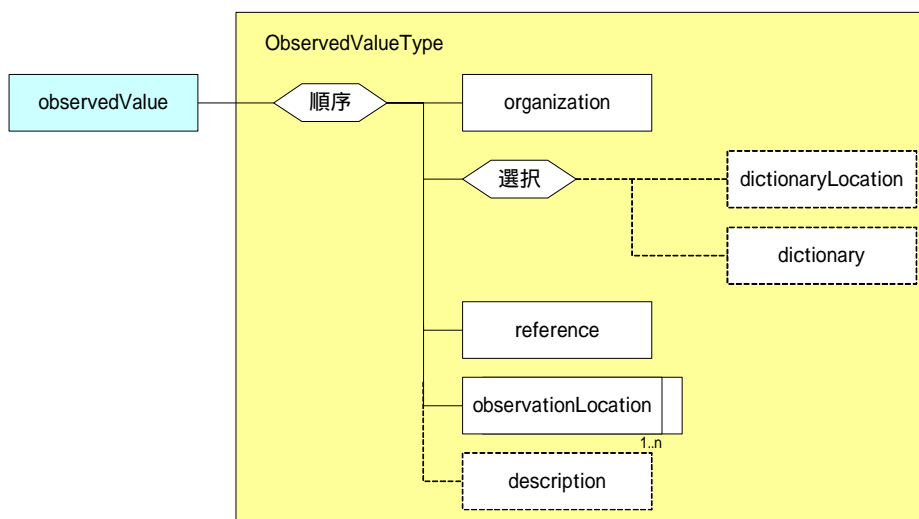 ObservedValueType
observedValue
順序
organization
選択
dictionaryLocation
dictionary
reference
observationLocation
1..n
description